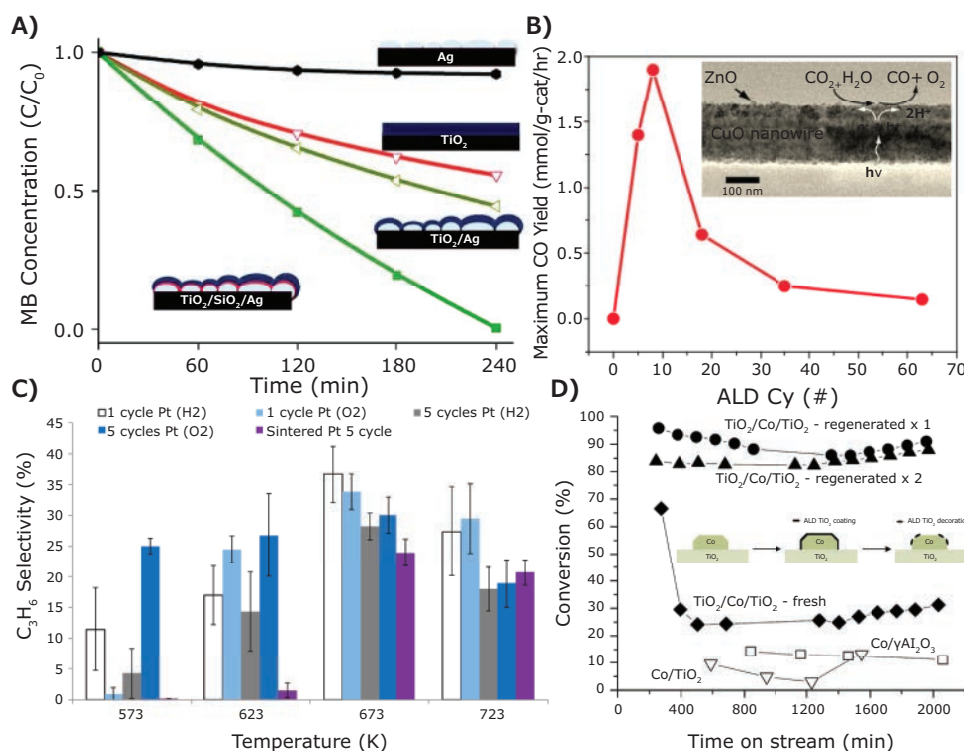 A)
MB Concentration (C/C0)
1.0
0.5
0.0
0
60
120
180
240
Time (min)
Ag
TiO2
TiO2/Ag
TiO2/SiO2/Ag
B)
Maximum CO Yield (mmol/g-cat/hr)
2.0
1.5
1.0
0.5
0.0
0 10 20 30 40 50 60 70
ALD Cy (#)
ZnO
CO2+H2O
CO+ O2
2H+
CuO nanowire
hν
100 nm
C)
1 cycle Pt (H2)
1 cycle Pt (O2)
5 cycles Pt (H2)
5 cycles Pt (O2)
Sintered Pt 5 cycle
C3H6 Selectivity (%)
45
40
35
30
25
20
15
10
5
0
573
623
673
723
Temperature (K)
D)
Conversion (%)
100
90
80
70
60
50
40
30
20
10
0
0 400 800 1200 1600 2000
Time on stream (min)
TiO2/Co/TiO2 - regenerated x 1
TiO2/Co/TiO2 - regenerated x 2
ALD TiO2 coating
ALD TiO2 decoration
Co
Co
Co
TiO2
TiO2
TiO2
TiO2/Co/TiO2 - fresh
Co/γAl2O3
Co/TiO2